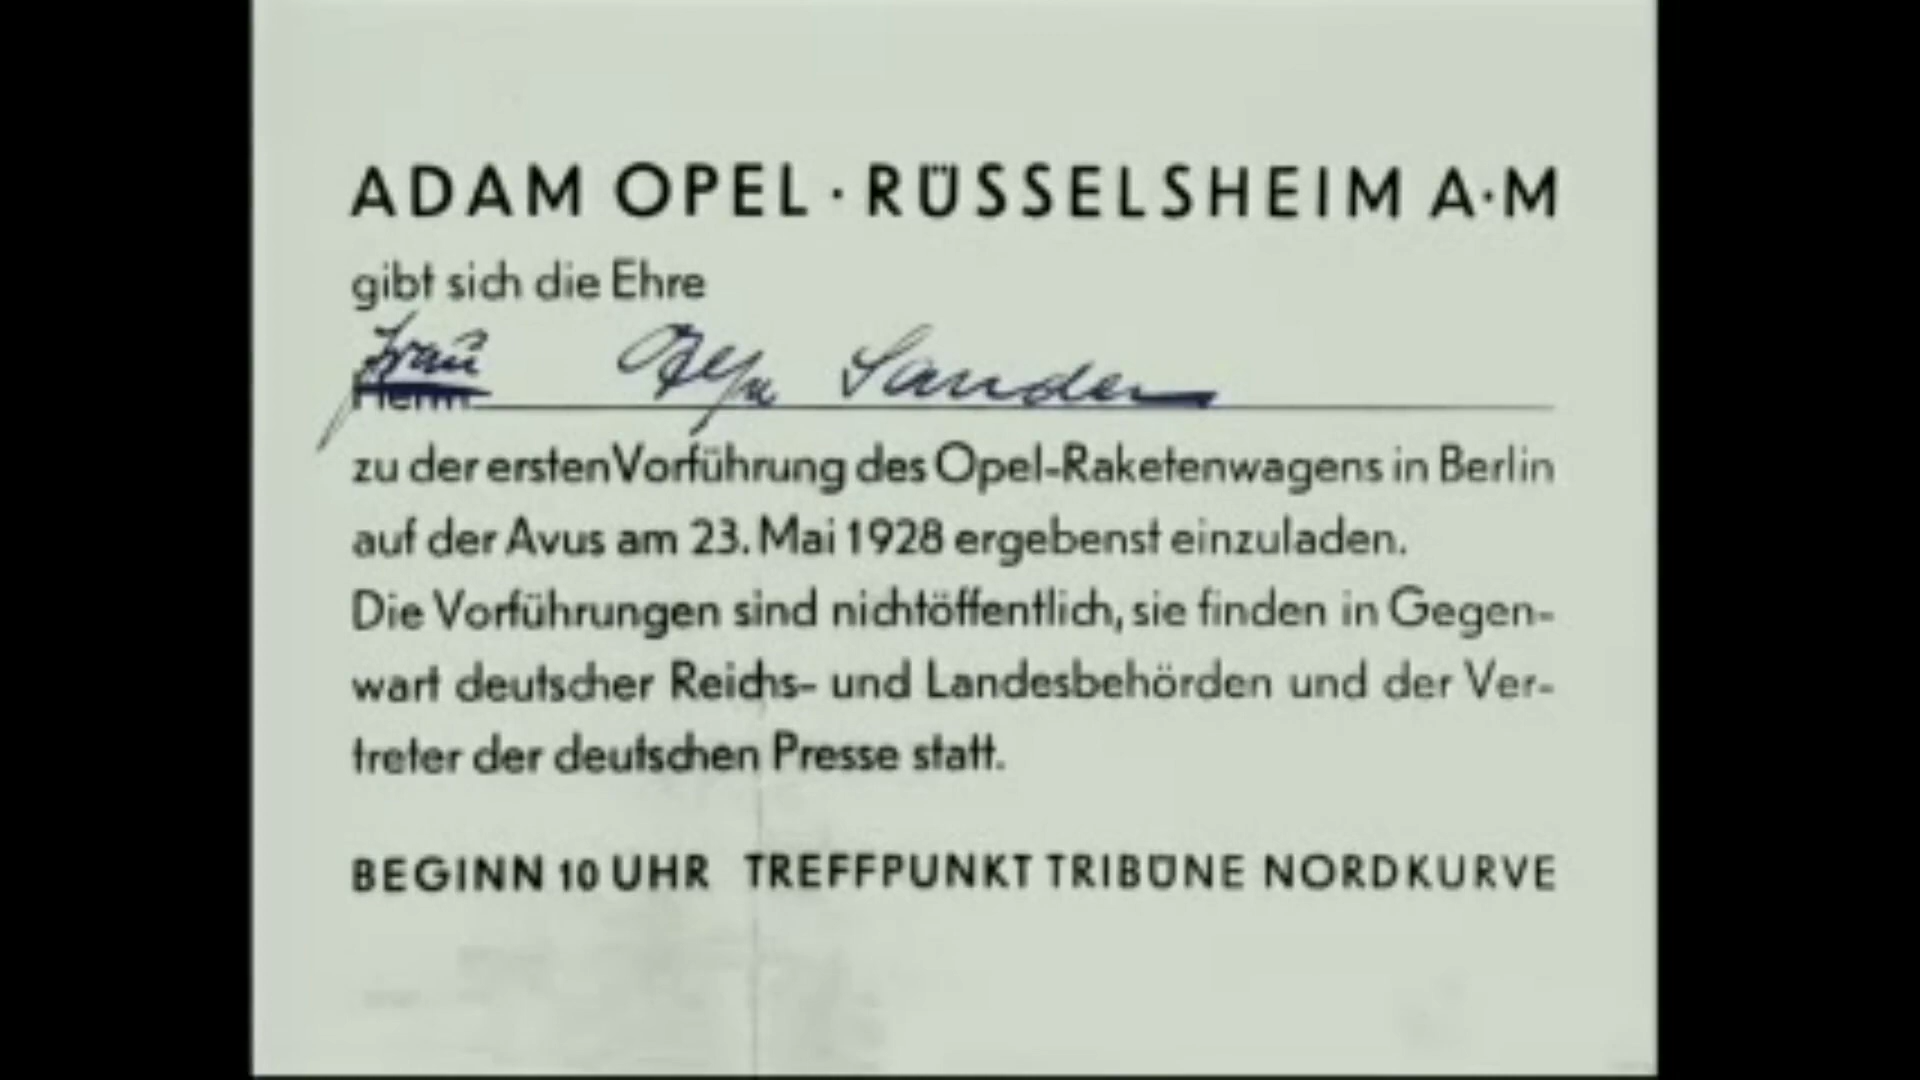 ADAM OPEL · RÜSSELSHEIM A·M
gibt sich die Ehre
Frau Sander
Herrn
zu der ersten Vorführung des Opel-Raketenwagens in Berlin
auf der Avus am 23. Mai 1928 ergebenst einzuladen.
Die Vorführungen sind nichtöffentlich, sie finden in Gegen-
wart deutscher Reichs- und Landesbehörden und der Ver-
treter der deutschen Presse statt.
BEGINN 10 UHR TREFFPUNKT TRIBÜNE NORDKURVE